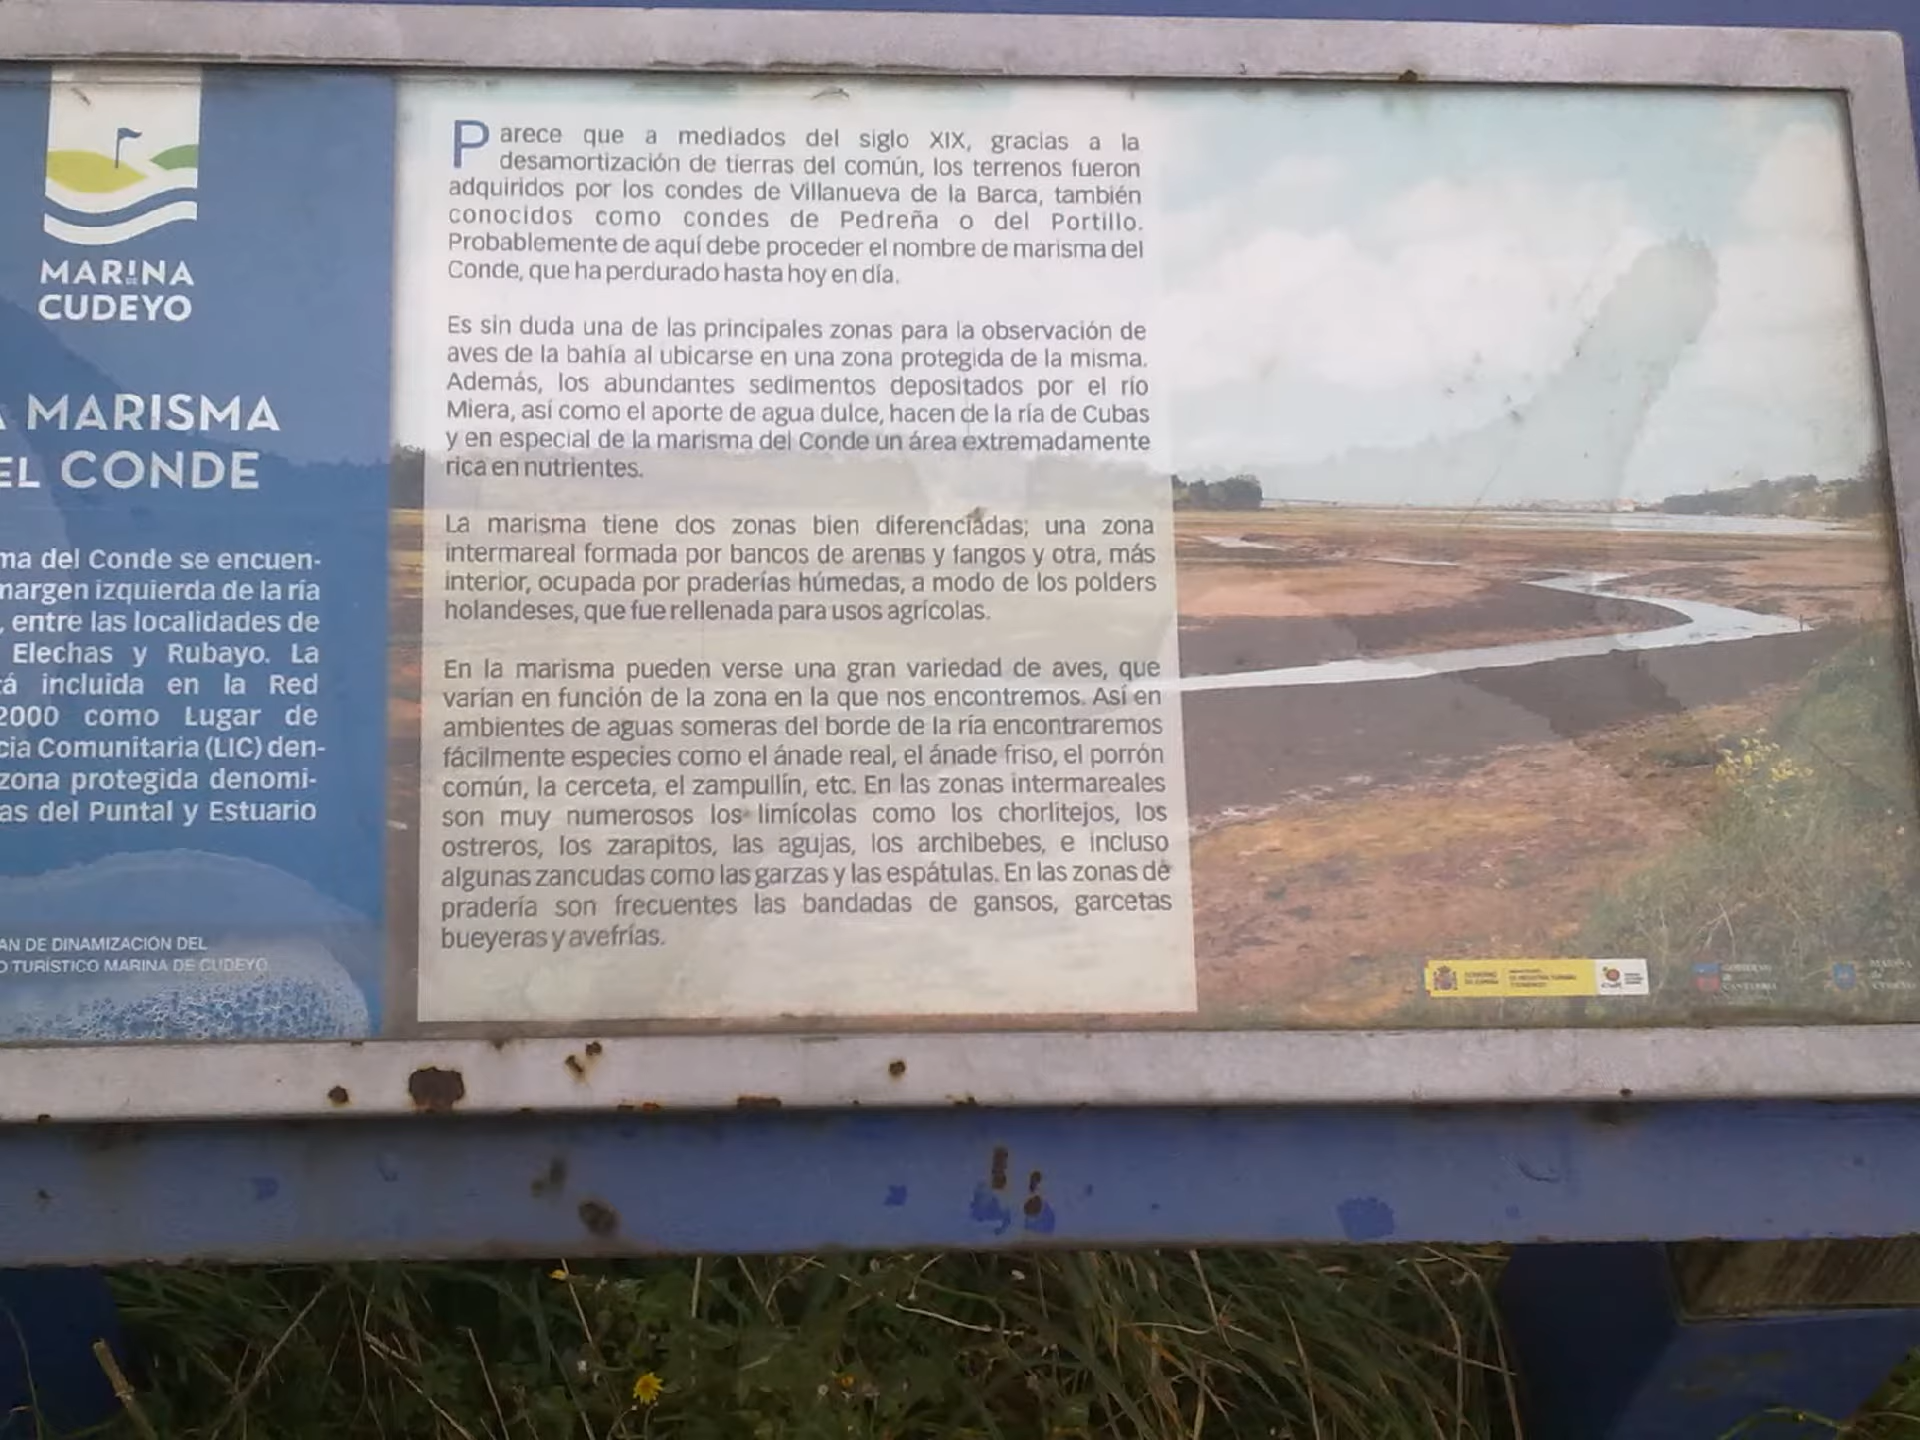 MARINA
DE
CUDEYO
MARISMA
EL CONDE
ma del Conde se encuen-
margen izquierda de la ría
, entre las localidades de
Elechas y Rubayo. La
tá incluida en la Red
2000 como Lugar de
cia Comunitaria (LIC) den-
zona protegida denomi-
as del Puntal y Estuario
AN DE DINAMIZACIÓN DEL
O TURÍSTICO MARINA DE CUDEYO
Parece que a mediados del siglo XIX, gracias a la
desamortización de tierras del común, los terrenos fueron
adquiridos por los condes de Villanueva de la Barca, también
conocidos como condes de Pedreña o del Portillo.
Probablemente de aquí debe proceder el nombre de marisma del
Conde, que ha perdurado hasta hoy en día.
Es sin duda una de las principales zonas para la observación de
aves de la bahía al ubicarse en una zona protegida de la misma.
Además, los abundantes sedimentos depositados por el río
Miera, así como el aporte de agua dulce, hacen de la ría de Cubas
y en especial de la marisma del Conde un área extremadamente
rica en nutrientes.
La marisma tiene dos zonas bien diferenciadas; una zona
intermareal formada por bancos de arenas y fangos y otra, más
interior, ocupada por praderías húmedas, a modo de los polders
holandeses, que fue rellenada para usos agrícolas.
En la marisma pueden verse una gran variedad de aves, que
varían en función de la zona en la que nos encontremos. Así en
ambientes de aguas someras del borde de la ría encontraremos
fácilmente especies como el ánade real, el ánade friso, el porrón
común, la cerceta, el zampullín, etc. En las zonas intermareales
son muy numerosos los limícolas como los chorlitejos, los
ostreros, los zarapitos, las agujas, los archibebes, e incluso
algunas zancudas como las garzas y las espátulas. En las zonas de
pradería son frecuentes las bandadas de gansos, garcetas
bueyeras y avefrías.
GOBIERNO
DE ESPAÑA
GOBIERNO
de
CANTABRIA